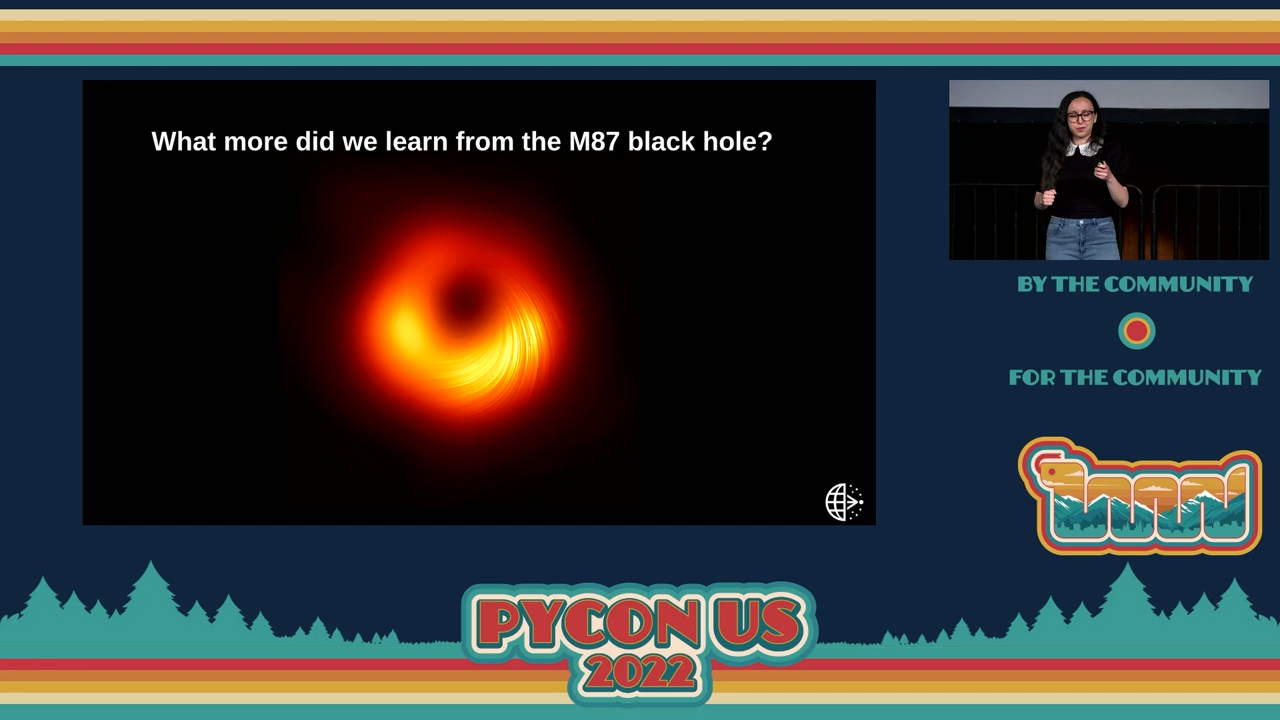 What more did we learn from the M87 black hole?
BY THE COMMUNITY
FOR THE COMMUNITY
PYCON US
2022